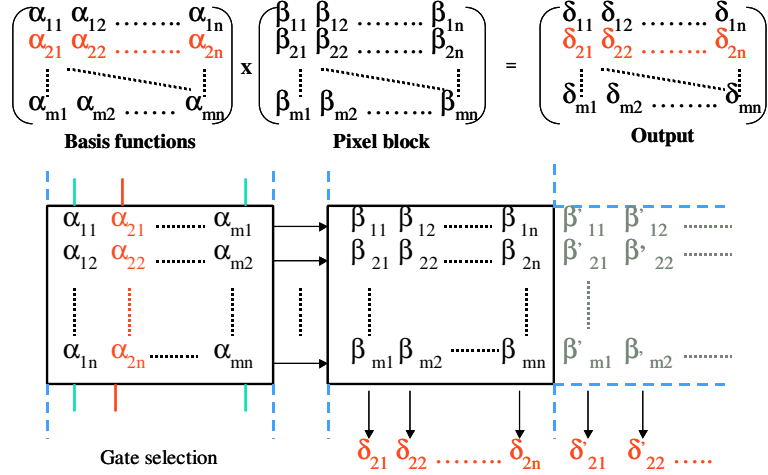 α11 α12 ........ α1n β11 β12 ........ β1n δ11 δ12 ........ δ1n
α21 α22 ........ α2n x β21 β22 ........ β2n = δ21 δ22 ........ δ2n
αm1 αm2 ....... αmn βm1 βm2 ........ βmn δm1 δm2 ........ δmn
Basis functions Pixel block Output
α11 α21 ........ αm1 β11 β12 ........ β1n β'11 β'12 ........
α12 α22 ........ αm2 β21 β22 ........ β2n β'21 β'22 ........
α1n α2n ........ αmn βm1 βm2 ........ βmn β'm1 β'm2 ........
δ21 δ22 ........ δ2n δ'21 δ'22 .....
Gate selection